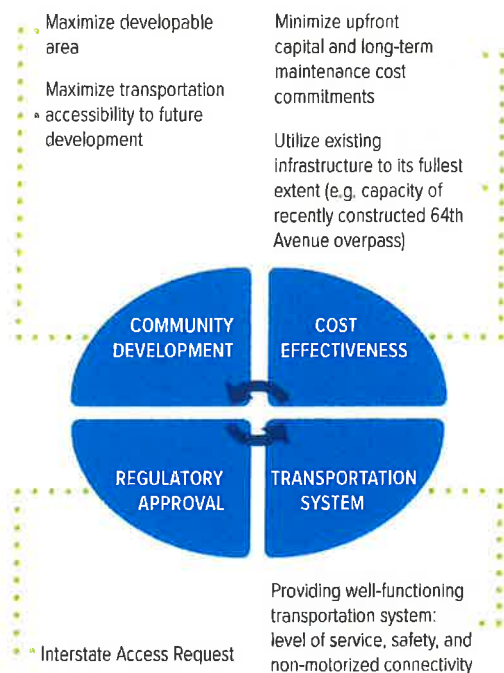 Maximize developable
area
Maximize transportation
accessibility to future
development
Minimize upfront
capital and long-term
maintenance cost
commitments
Utilize existing
infrastructure to its fullest
extent (e.g. capacity of
recently constructed 64th
Avenue overpass)
COMMUNITY
DEVELOPMENT
COST
EFFECTIVENESS
REGULATORY
APPROVAL
TRANSPORTATION
SYSTEM
Interstate Access Request
Providing well-functioning
transportation system:
level of service, safety, and
non-motorized connectivity